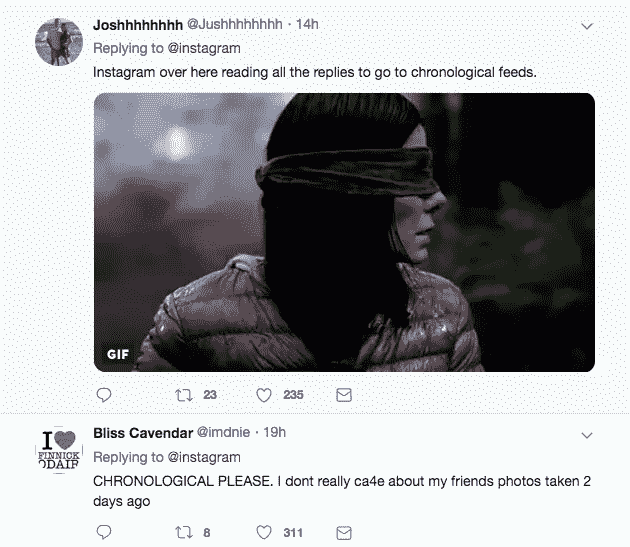 Joshhhhhhhh @Jushhhhhhhh · 14h
Replying to @instagram
Instagram over here reading all the replies to go to chronological feeds.
GIF
23 235
Bliss Cavendar @imdnie · 19h
I
FINNICK
ODAIR
Replying to @instagram
CHRONOLOGICAL PLEASE. I dont really ca4e about my friends photos taken 2
days ago
8 311